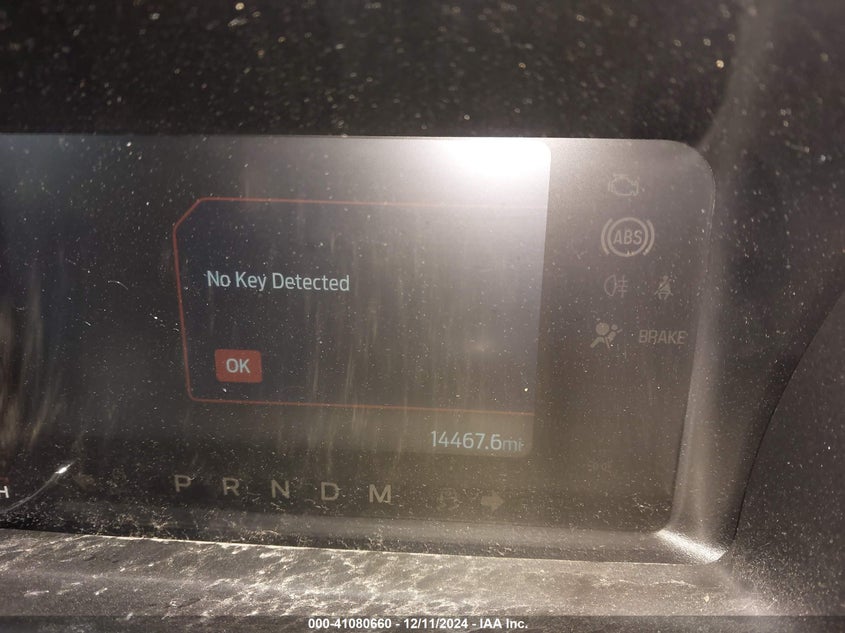 ABS
No Key Detected
BRAKE
OK
14467.6mi
P R N D M
H
000-41080660 - 12/11/2024 - IAA Inc.